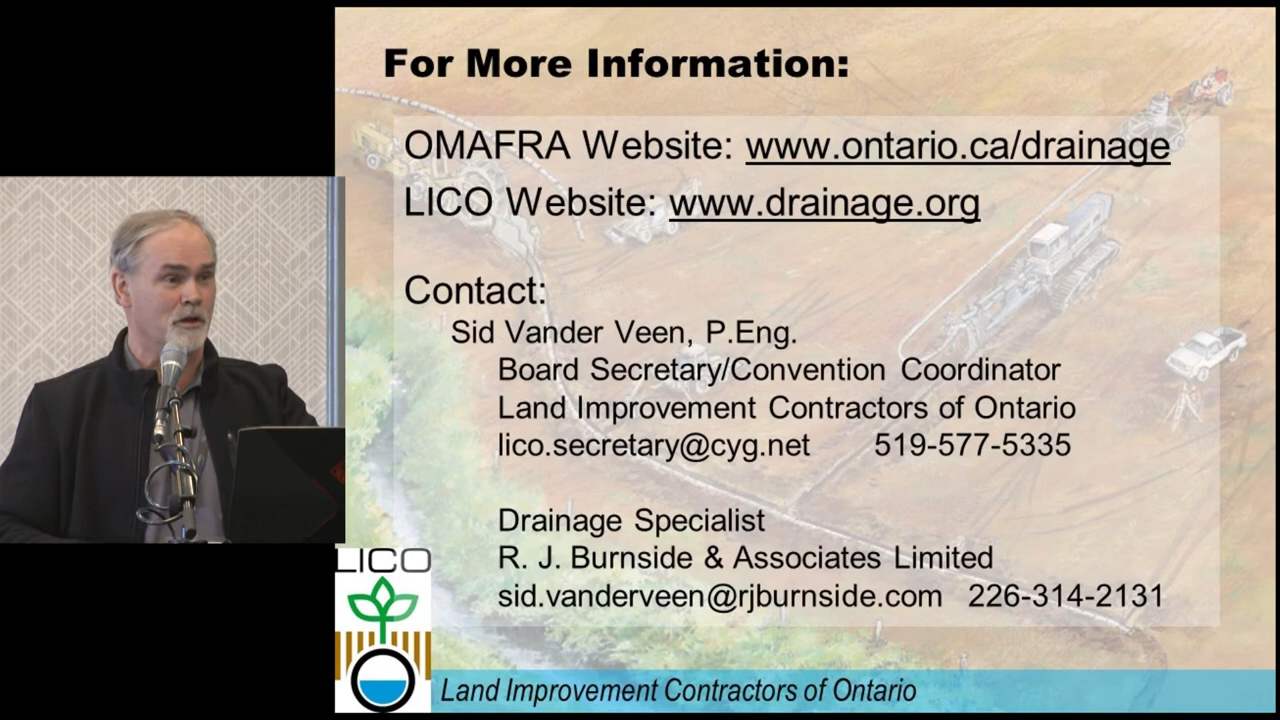 For More Information:
OMAFRA Website: www.ontario.ca/drainage
LICO Website: www.drainage.org
Contact:
Sid Vander Veen, P.Eng.
Board Secretary/Convention Coordinator
Land Improvement Contractors of Ontario
lico.secretary@cyg.net 519-577-5335
Drainage Specialist
R. J. Burnside & Associates Limited
sid.vanderveen@rjburnside.com 226-314-2131
LICO
Land Improvement Contractors of Ontario